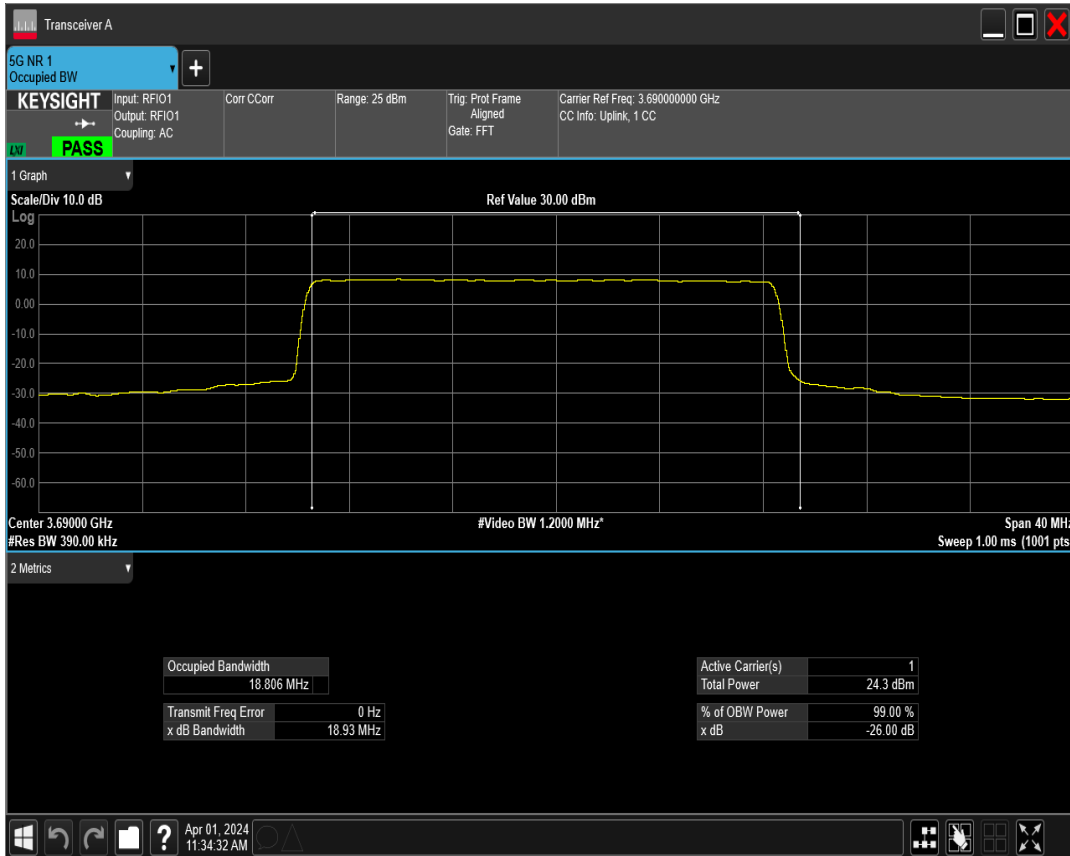 Transceiver A
5G NR 1
Occupied BW
KEYSIGHT
LXI
PASS
Input: RFIO1
Output: RFIO1
Coupling: AC
Corr CCorr
Range: 25 dBm
Trig: Prot Frame
Aligned
Gate: FFT
Carrier Ref Freq: 3.690000000 GHz
CC Info: Uplink, 1 CC
1 Graph
Scale/Div 10.0 dB
Ref Value 30.00 dBm
Log
20.0
10.0
0.00
-10.0
-20.0
-30.0
-40.0
-50.0
-60.0
Center 3.69000 GHz
#Video BW 1.2000 MHz*
Span 40 MHz
#Res BW 390.00 kHz
Sweep 1.00 ms (1001 pts
2 Metrics
Occupied Bandwidth
18.806 MHz
Transmit Freq Error 0 Hz
x dB Bandwidth 18.93 MHz
Active Carrier(s) 1
Total Power 24.3 dBm
% of OBW Power 99.00 %
x dB -26.00 dB
?
Apr 01, 2024
11:34:32 AM